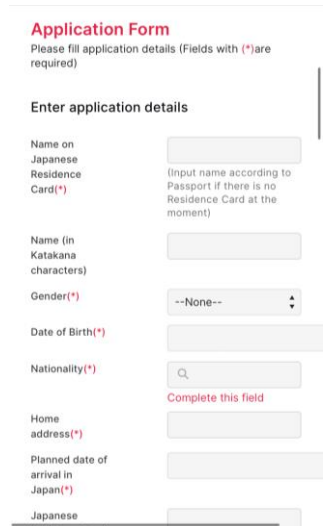 Application Form
Please fill application details (Fields with (*)are
required)
Enter application details
Name on
Japanese
Residence
Card(*)
(Input name according to
Passport if there is no
Residence Card at the
moment)
Name (in
Katakana
characters)
Gender(*)
--None--
Date of Birth(*)
Nationality(*)
Complete this field
Home
address(*)
Planned date of
arrival in
Japan(*)
Japanese